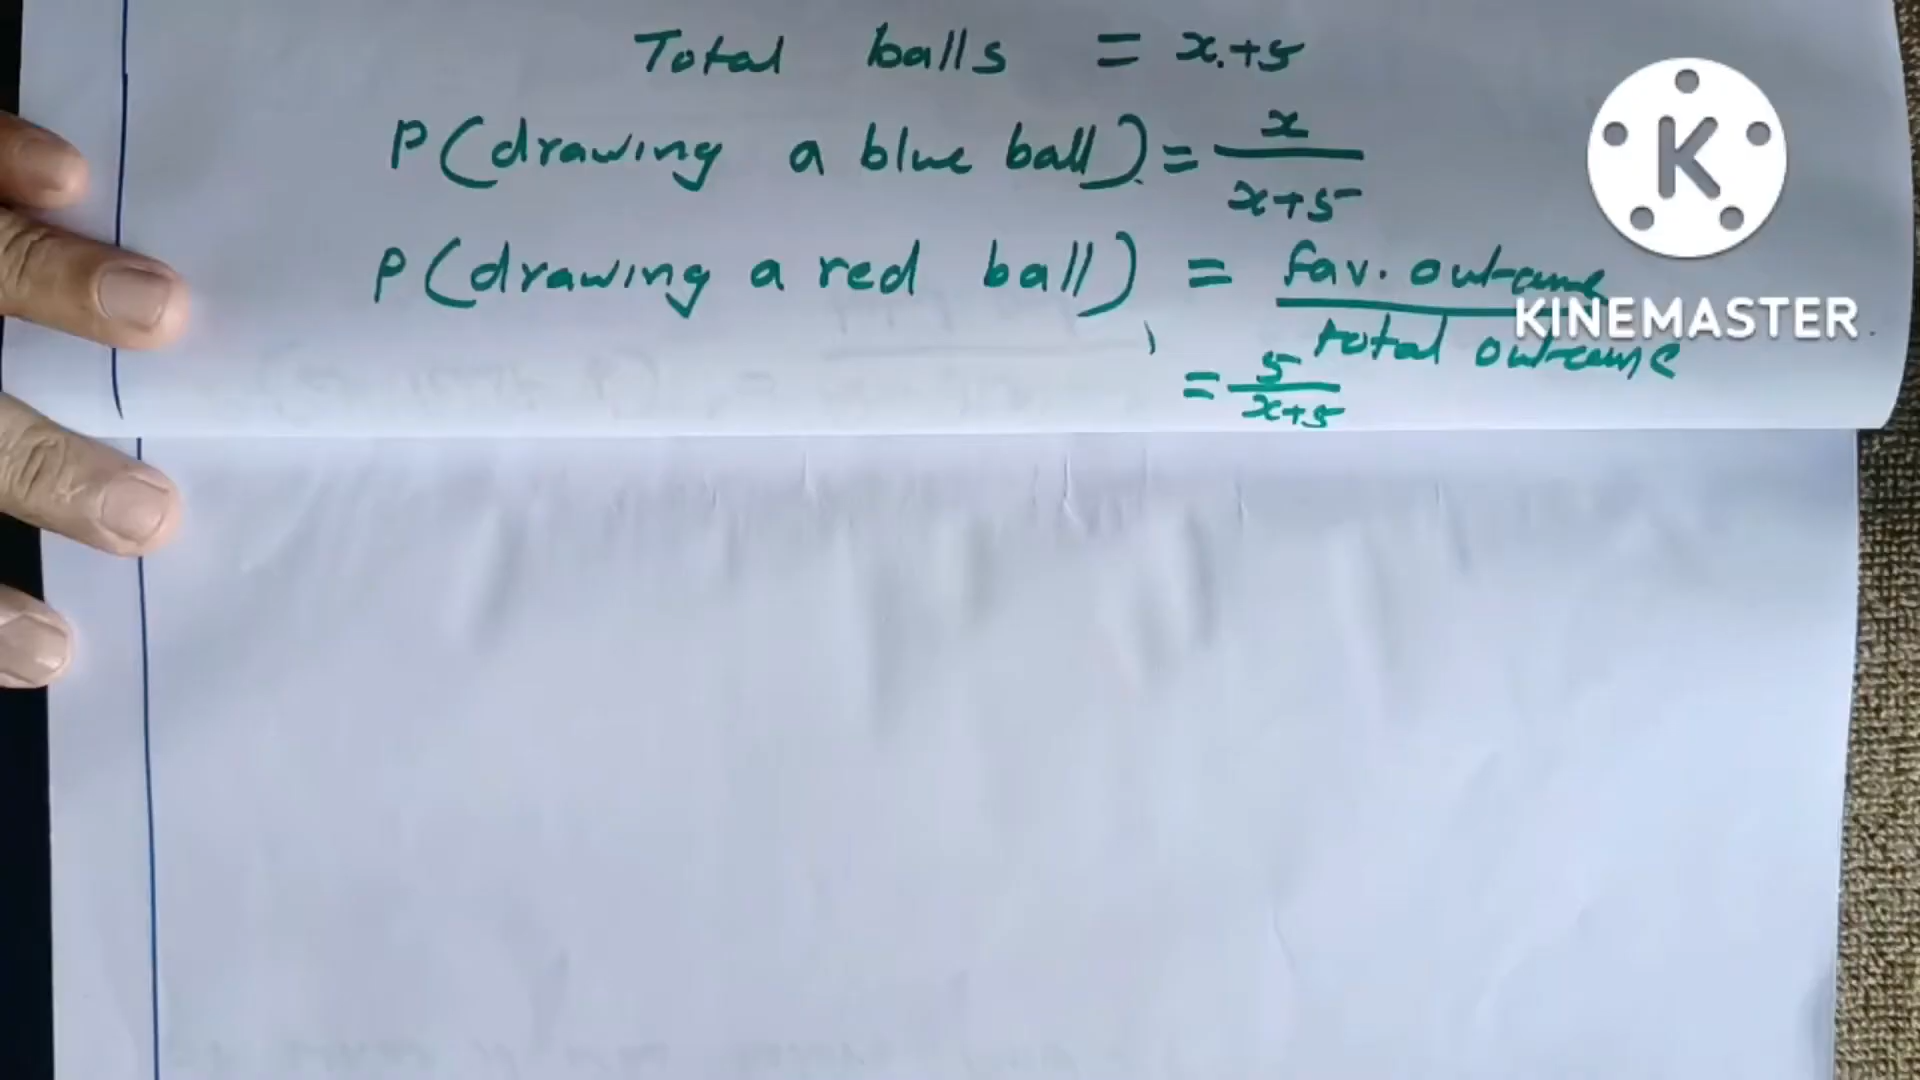 Total balls = x+5
P(drawing a blue ball) = x/x+5
P(drawing a red ball) = fav. outcome/total outcome
= 5/x+5
K
KINEMASTER